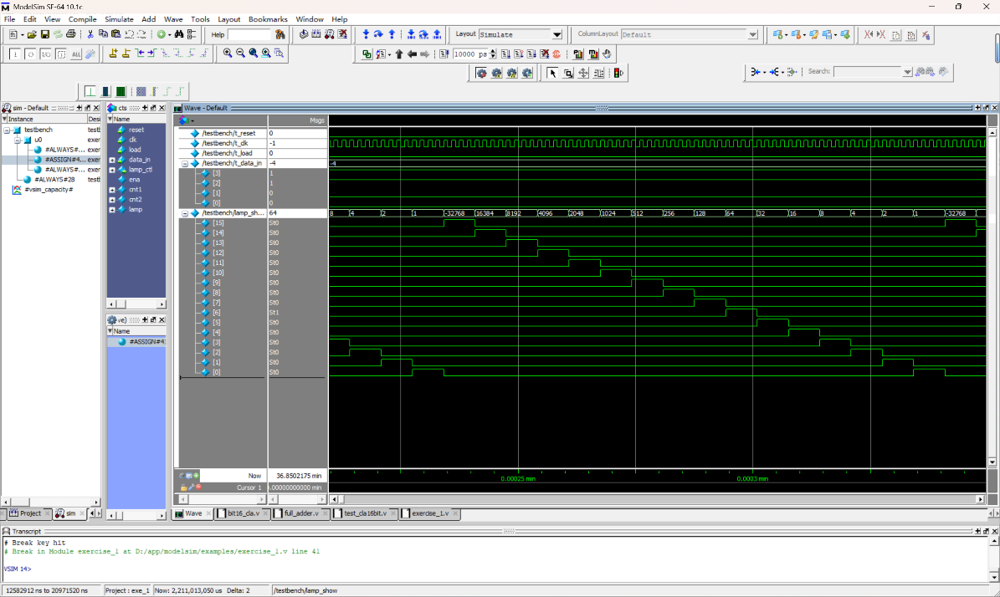 ModelSim SE-64 10.1c
File Edit View Compile Simulate Add Wave Tools Layout Bookmarks Window Help
Help
Layout Simulate
ColumnLayout Default
10000 ps
Search:
sim - Default
Instance
testbench
u0
#ALWAYS#...
#ASSIGN#4...
#ALWAYS#...
#ALWAYS#28
#vsim_capacity#
cts
Name
reset
clk
load
data_in
lamp_ctl
ena
cnt1
cnt2
lamp
ve)
Name
#ASSIGN#4
Wave - Default
Msgs
/testbench/t_reset 0
/testbench/t_clk -1
/testbench/t_load 0
/testbench/t_data_in -4 -4
[3] 1
[2] 1
[1] 0
[0] 0
/testbench/lamp_sh... 64 8 4 2 1 -32768 16384 8192 4096 2048 1024 512 256 128 64 32 16 8 4 2 1 -32768
[15] St0
[14] St0
[13] St0
[12] St0
[11] St0
[10] St0
[9] St0
[8] St0
[7] St0
[6] St1
[5] St0
[4] St0
[3] St0
[2] St0
[1] St0
[0] St0
Now 36.8502175 min
0.00025 min 0.0003 min
Cursor 1 .0000000000 min
Project sim
Wave bit16_cla.v full_adder.v test_cla16bit.v exercise_1.v
Transcript
# Break key hit
# Break in Module exercise_1 at D:/app/modelsim/examples/exercise_1.v line 41
VSIM 14>
12582912 ns to 20971520 ns Project : exe_1 Now: 2,211,013,050 us Delta: 2 /testbench/lamp_show